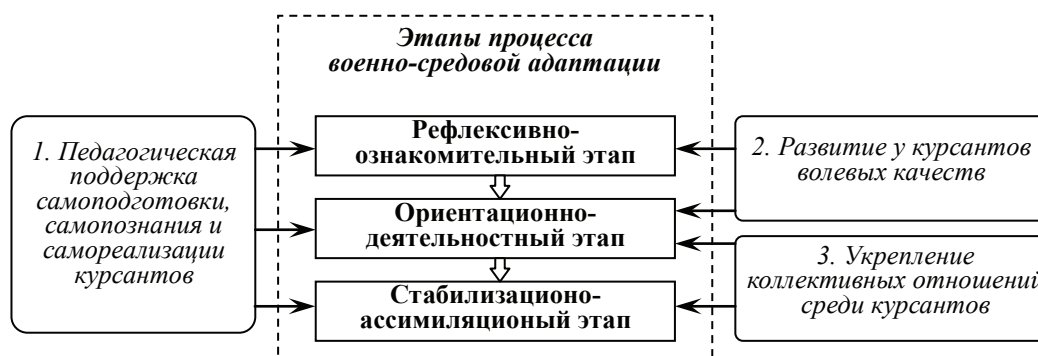 Этапы процесса
военно-средовой адаптации
1. Педагогическая
поддержка
самоподготовки,
самопознания и
самореализации
курсантов
Рефлексивно-
ознакомительный этап
Ориентационно-
деятельностный этап
Стабилизационо-
ассимиляционый этап
2. Развитие у курсантов
волевых качеств
3. Укрепление
коллективных отношений
среди курсантов